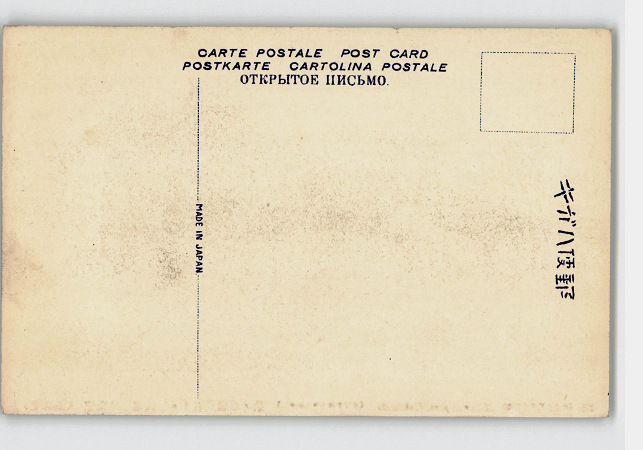 CARTE POSTALE POST CARD
POSTKARTE CARTOLINA POSTALE
ОТКРЫТОЕ ПИСЬМО.
MADE IN JAPAN
キガハ便郵